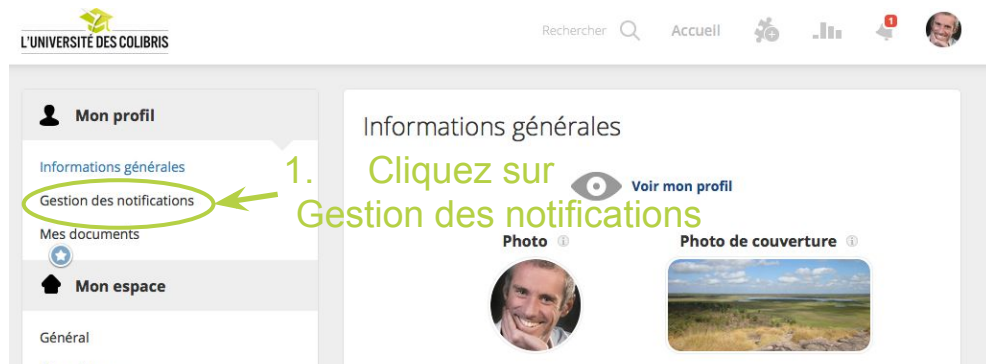 L'UNIVERSITÉ DES COLIBRIS
Rechercher
Accueil
1
Mon profil
Informations générales
Gestion des notifications
Mes documents
Mon espace
Général
Informations générales
1. Cliquez sur
Gestion des notifications
Voir mon profil
Photo
Photo de couverture